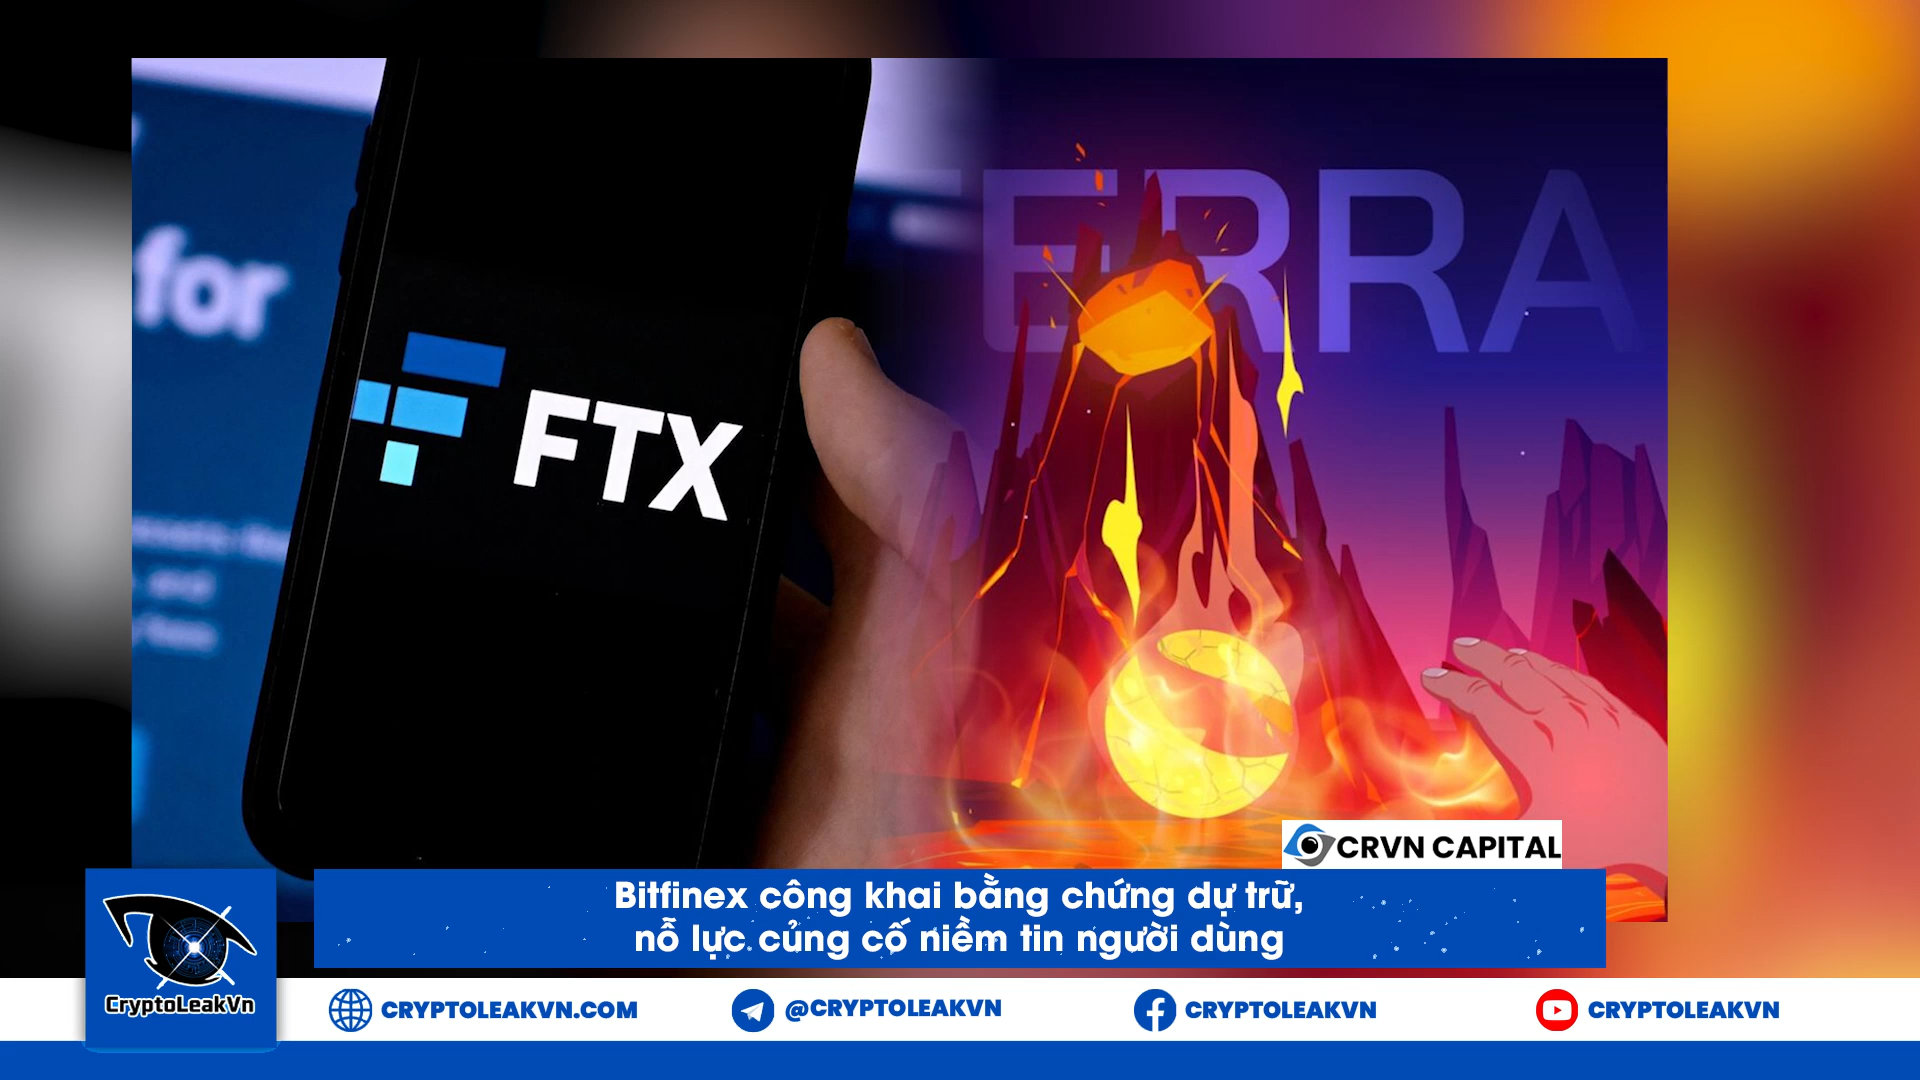 for
FTX
TERRA
CRVN CAPITAL
Bitfinex công khai bằng chứng dự trữ,
nỗ lực củng cố niềm tin người dùng
CryptoLeakVn
CRYPTOLEAKVN.COM
@CRYPTOLEAKVN
CRYPTOLEAKVN
CRYPTOLEAKVN